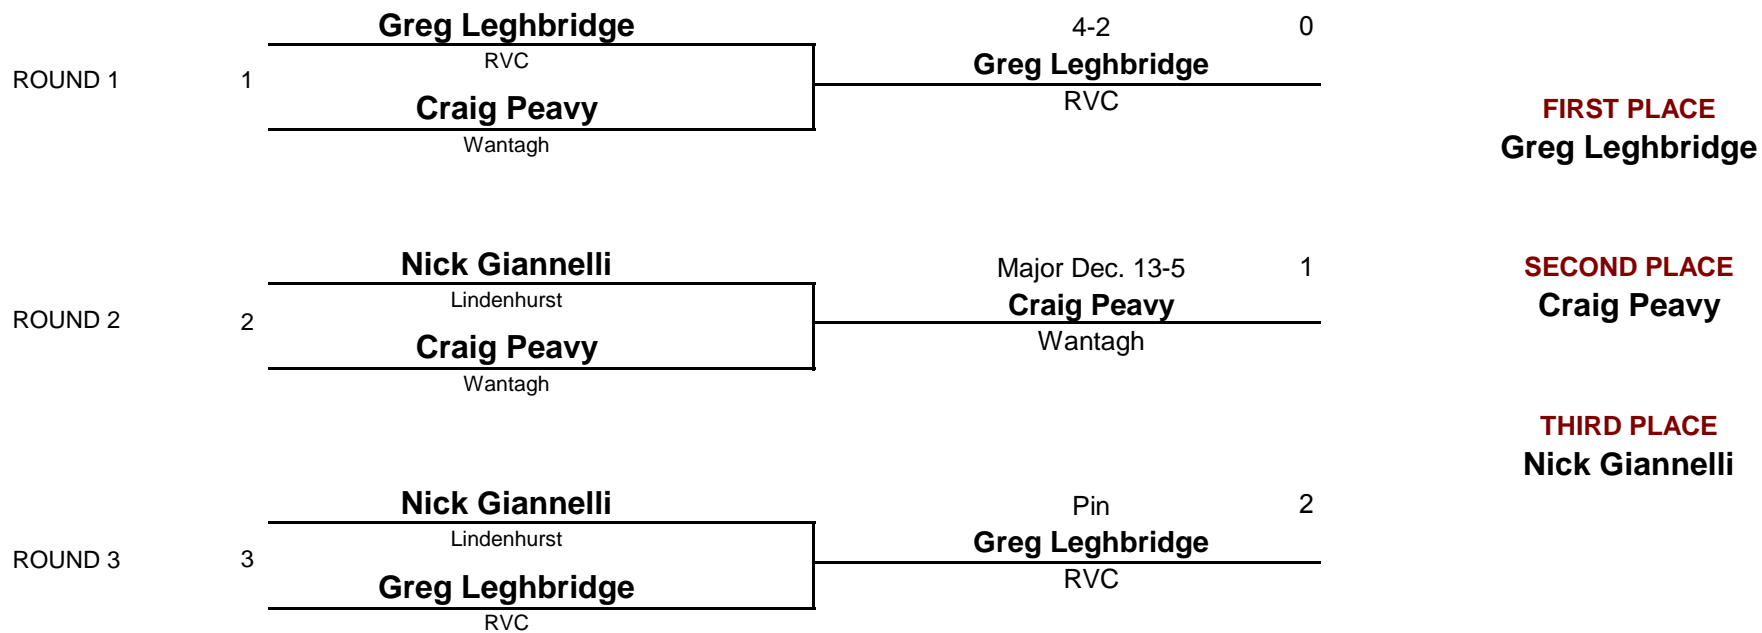 Greg Leghbridge
RVC
ROUND 1
1
Craig Peavy
Wantagh
4-2
0
Greg Leghbridge
RVC
FIRST PLACE
Greg Leghbridge
Nick Giannelli
Lindenhurst
ROUND 2
2
Craig Peavy
Wantagh
Major Dec. 13-5
1
Craig Peavy
Wantagh
SECOND PLACE
Craig Peavy
THIRD PLACE
Nick Giannelli
Nick Giannelli
Lindenhurst
ROUND 3
3
Greg Leghbridge
RVC
Pin
2
Greg Leghbridge
RVC